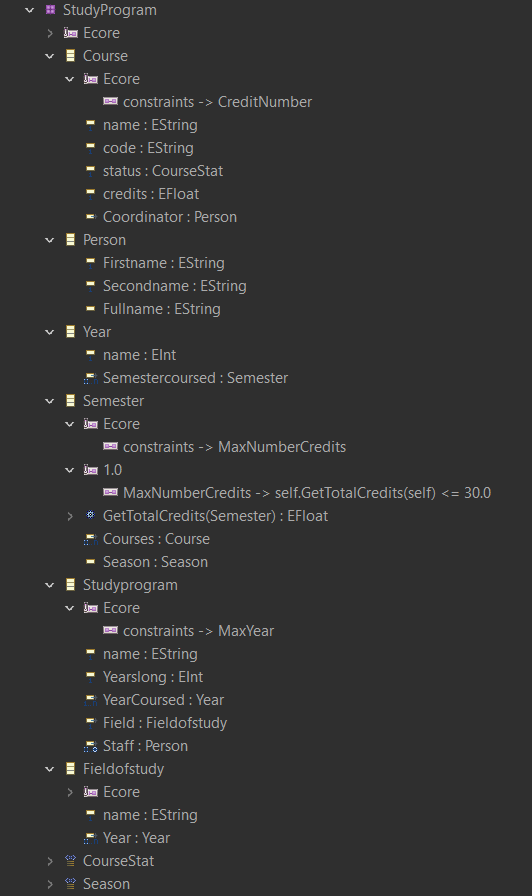 StudyProgram
Ecore
Course
Ecore
constraints -> CreditNumber
name : EString
code : EString
status : CourseStat
credits : EFloat
Coordinator : Person
Person
Firstname : EString
Secondname : EString
Fullname : EString
Year
name : EInt
Semestercoursed : Semester
Semester
Ecore
constraints -> MaxNumberCredits
1.0
MaxNumberCredits -> self.GetTotalCredits(self) <= 30.0
GetTotalCredits(Semester) : EFloat
Courses : Course
Season : Season
Studyprogram
Ecore
constraints -> MaxYear
name : EString
Yearslong : EInt
YearCoursed : Year
Field : Fieldofstudy
Staff : Person
Fieldofstudy
Ecore
name : EString
Year : Year
CourseStat
Season